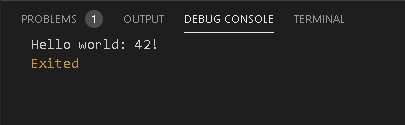 PROBLEMS 1 OUTPUT DEBUG CONSOLE TERMINAL
Hello world: 42!
Exited